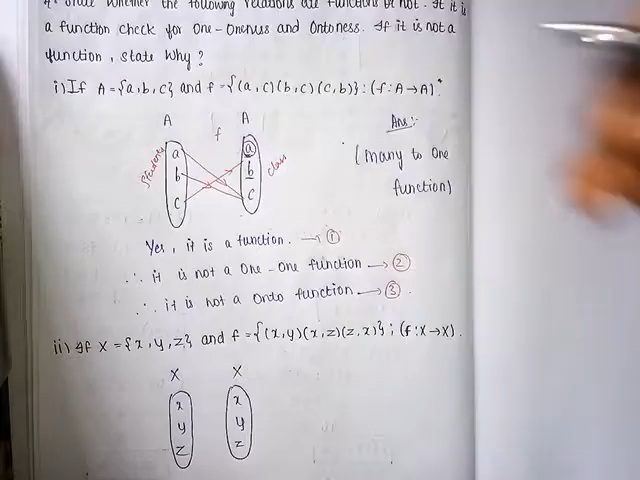 State whether the following relations are functions or not. If it is
a function check for one-oneness and ontoness. If it is not a
function, state why?
i) If A = {a, b, c} and f = {(a, c) (b, c) (c, b)} ; (f : A → A).
A f A
Ans:-
Students
a
b
c
a
b
c
class
(Many to one
function)
Yes, it is a function. → ①
∴ it is not a one-one function → ②
∴ it is not a onto function → ③
ii) If X = {x, y, z} and f = {(x, y) (x, z) (z, x)} ; (f : X → X).
X X
x
y
z
x
y
z